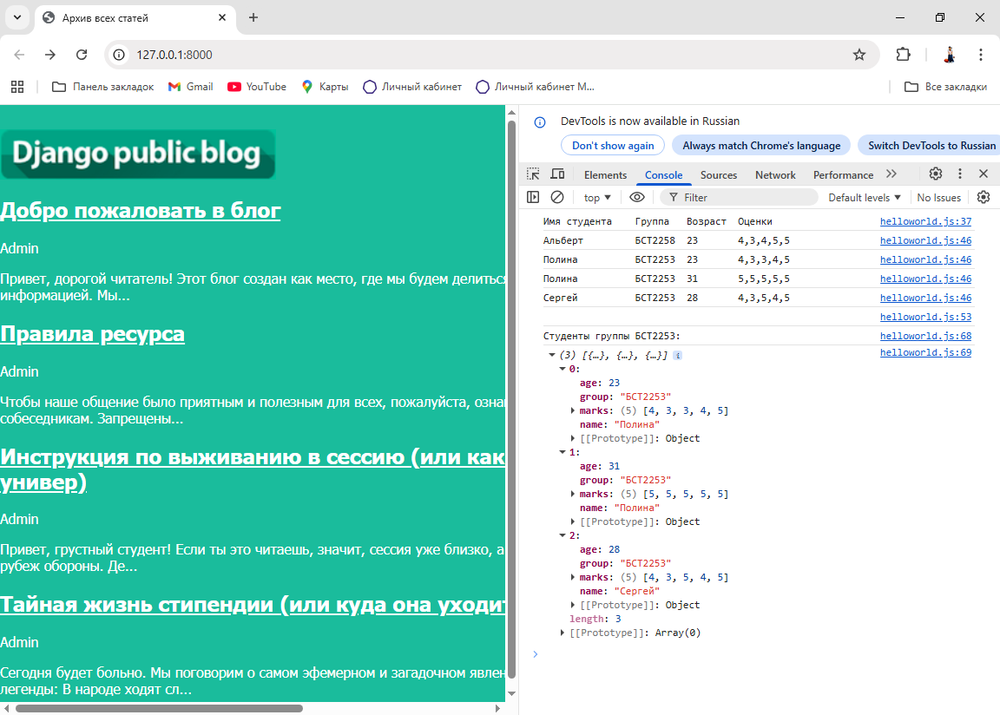 Архив всех статей
127.0.0.1:8000
Панель закладок
Gmail
YouTube
Карты
Личный кабинет
Личный кабинет М...
Все закладки
Django public blog
Добро пожаловать в блог
Admin
Привет, дорогой читатель! Этот блог создан как место, где мы будем делиться
информацией. Мы...
Правила ресурса
Admin
Чтобы наше общение было приятным и полезным для всех, пожалуйста, озна
собеседникам. Запрещены...
Инструкция по выживанию в сессию (или как
универ)
Admin
Привет, грустный студент! Если ты это читаешь, значит, сессия уже близко, а
рубеж обороны. Де...
Тайная жизнь стипендии (или куда она уходит
Admin
Сегодня будет больно. Мы поговорим о самом эфемерном и загадочном явлен
легенды: В народе ходят сл...
DevTools is now available in Russian
Don't show again
Always match Chrome's language
Switch DevTools to Russian
Elements Console Sources Network Performance
top Filter Default levels No Issues
Имя студента Группа Возраст Оценки helloworld.js:37
Альберт БСТ2258 23 4,3,4,5,5 helloworld.js:46
Полина БСТ2253 23 4,3,3,4,5 helloworld.js:46
Полина БСТ2253 31 5,5,5,5,5 helloworld.js:46
Сергей БСТ2253 28 4,3,5,4,5 helloworld.js:46
helloworld.js:53
Студенты группы БСТ2253: helloworld.js:68
(3) [{…}, {…}, {…}] i helloworld.js:69
0:
age: 23
group: "БСТ2253"
marks: (5) [4, 3, 3, 4, 5]
name: "Полина"
[[Prototype]]: Object
1:
age: 31
group: "БСТ2253"
marks: (5) [5, 5, 5, 5, 5]
name: "Полина"
[[Prototype]]: Object
2:
age: 28
group: "БСТ2253"
marks: (5) [4, 3, 5, 4, 5]
name: "Сергей"
[[Prototype]]: Object
length: 3
[[Prototype]]: Array(0)